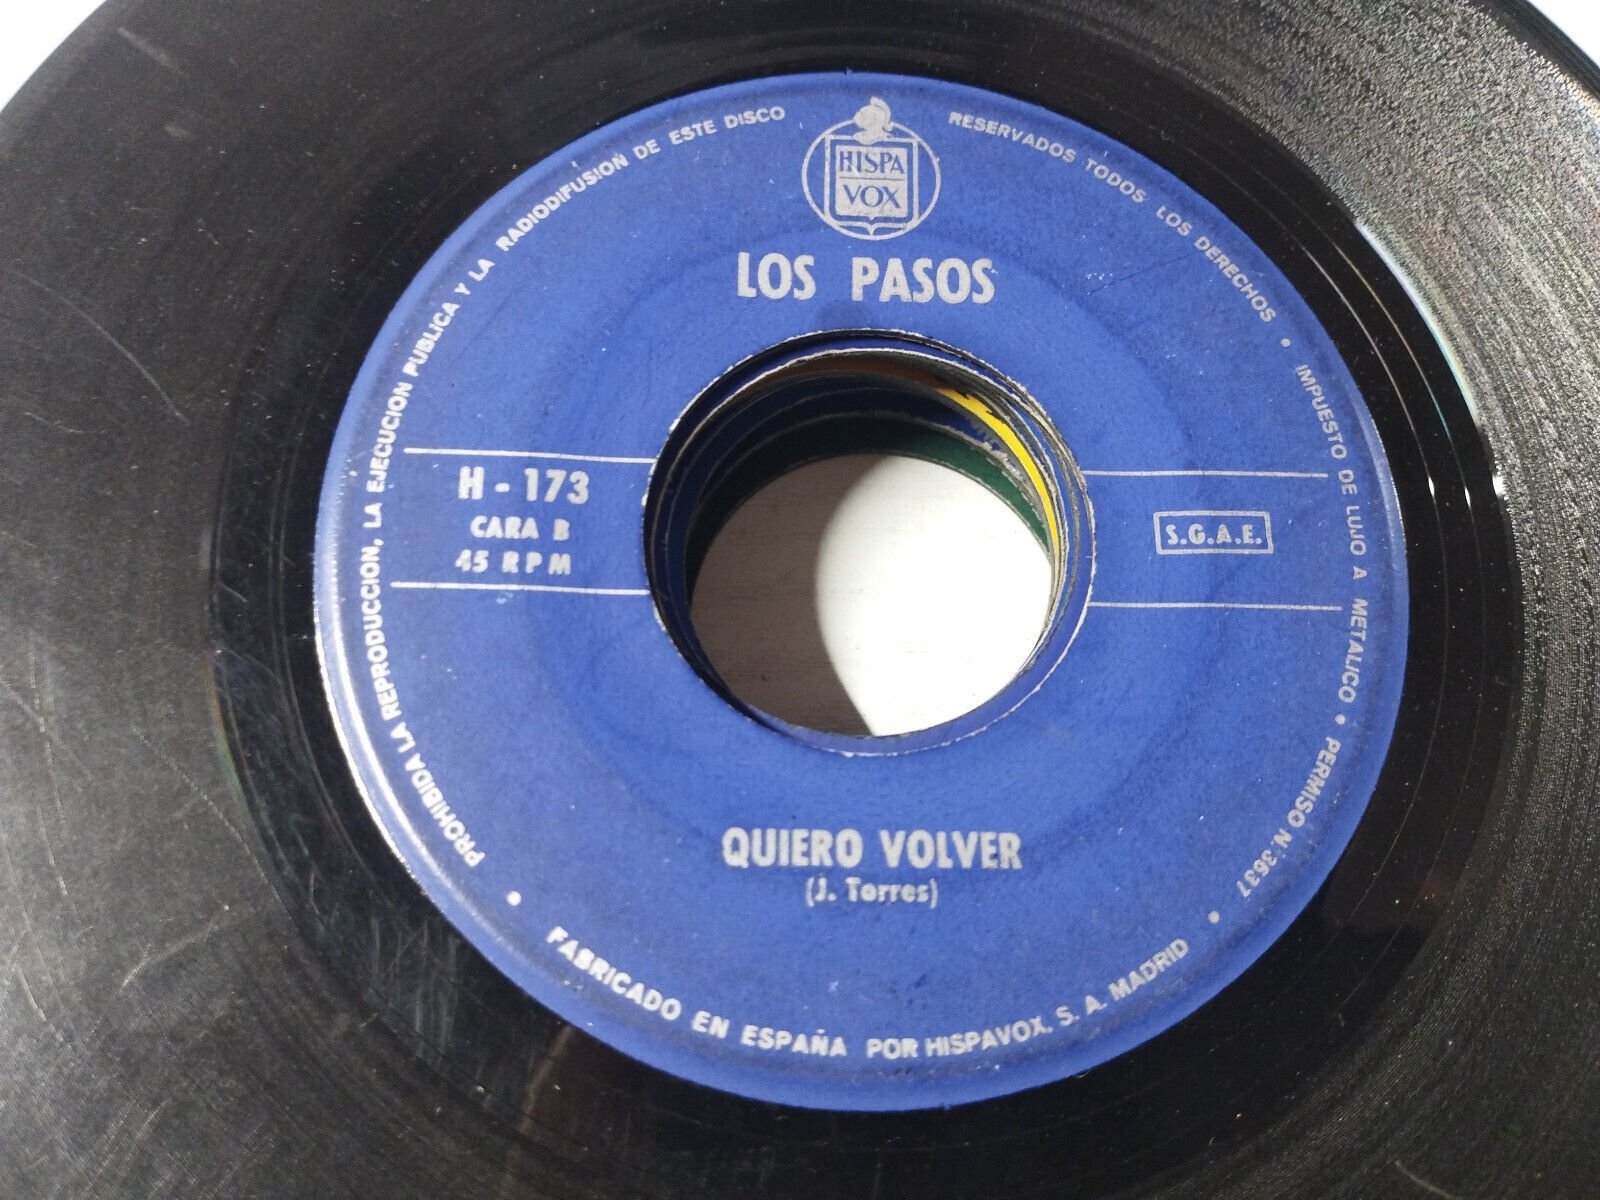 HISPA
VOX
LOS PASOS
H - 173
CARA B
45 RPM
S.G.A.E.
QUIERO VOLVER
(J. Torres)
PROHIBIDA LA REPRODUCCION, LA EJECUCION PUBLICA Y LA RADIODIFUSION DE ESTE DISCO
RESERVADOS TODOS LOS DERECHOS • IMPUESTO DE LUJO A METALICO • PERMISO N. 3637 •
• FABRICADO EN ESPAÑA POR HISPAVOX, S. A. MADRID